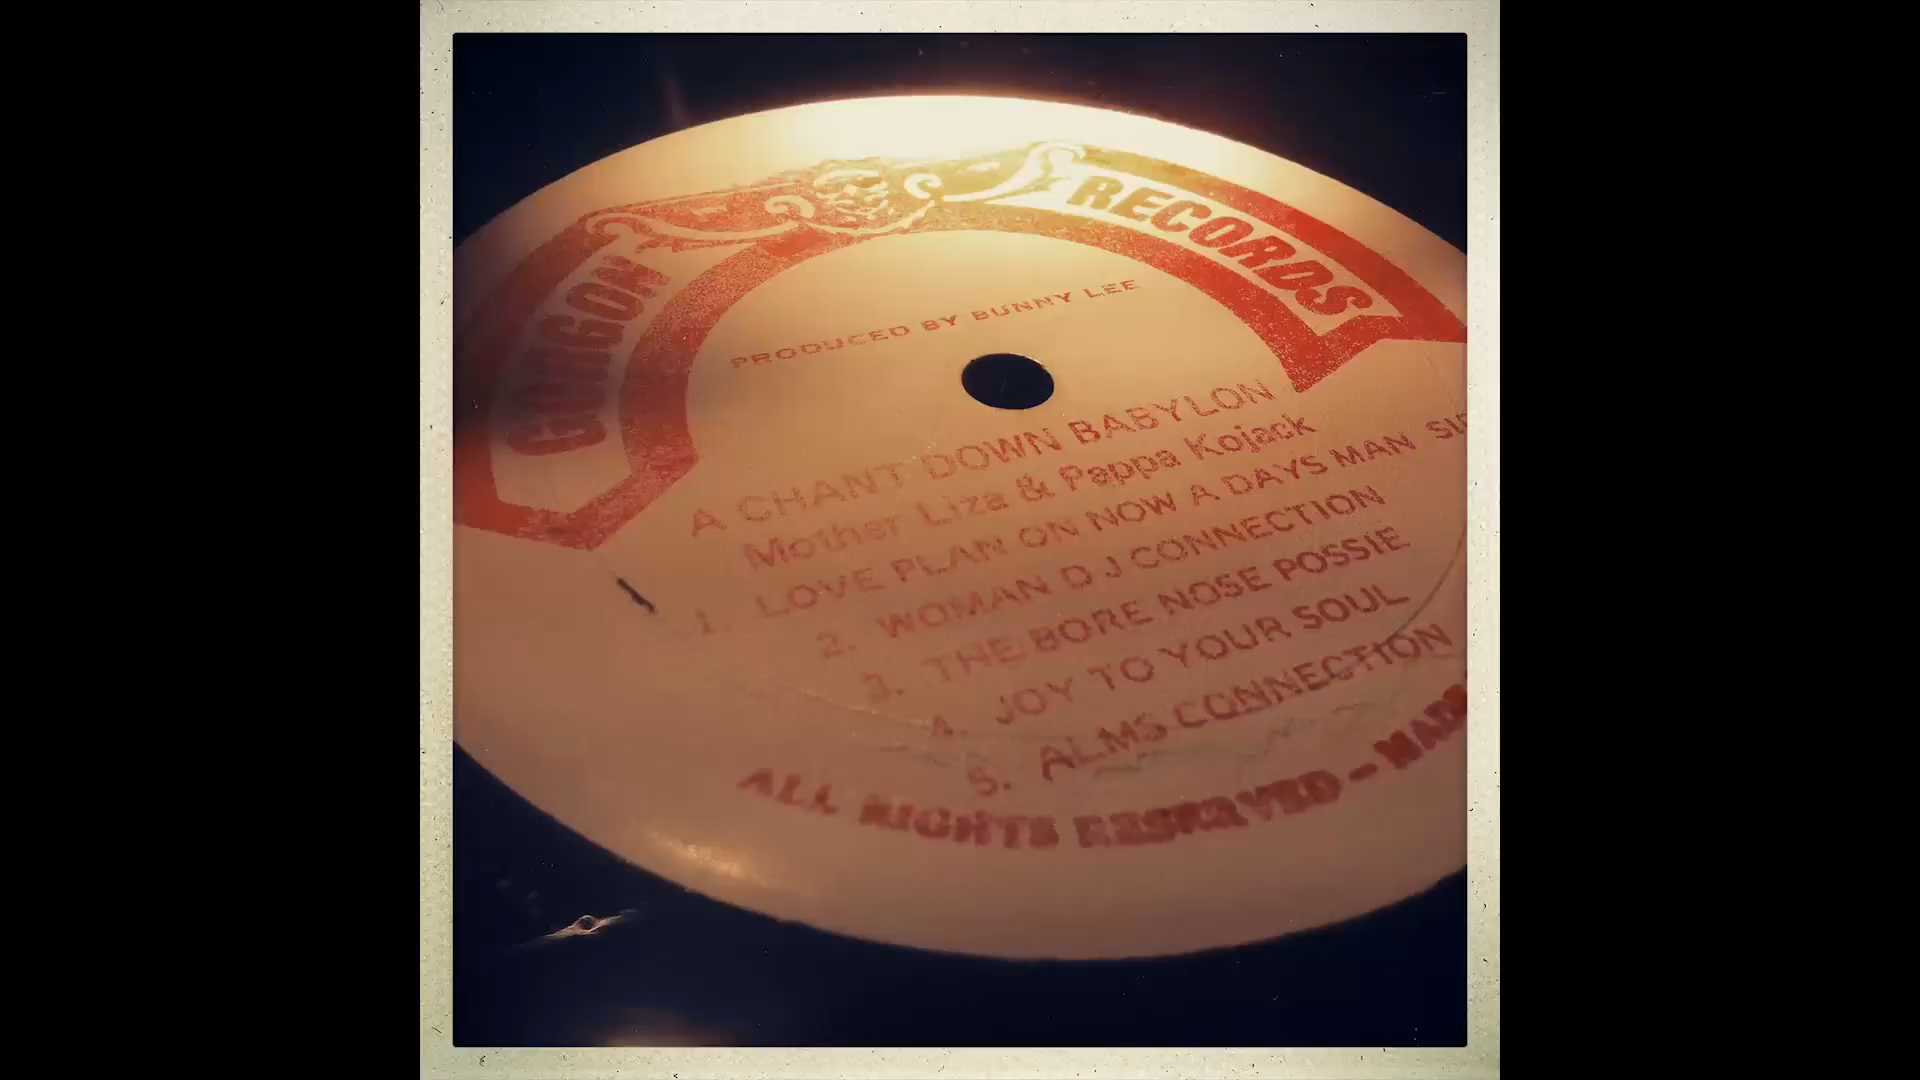 GORGON RECORDS
PRODUCED BY BUNNY LEE
A CHANT DOWN BABYLON
Mother Liza & Pappa Kojack
1. LOVE PLAN ON NOW A DAYS MAN
2. WOMAN D J CONNECTION
3. THE BORE NOSE POSSIE
4. JOY TO YOUR SOUL
5. ALMS CONNECTION
ALL RIGHTS RESERVED -